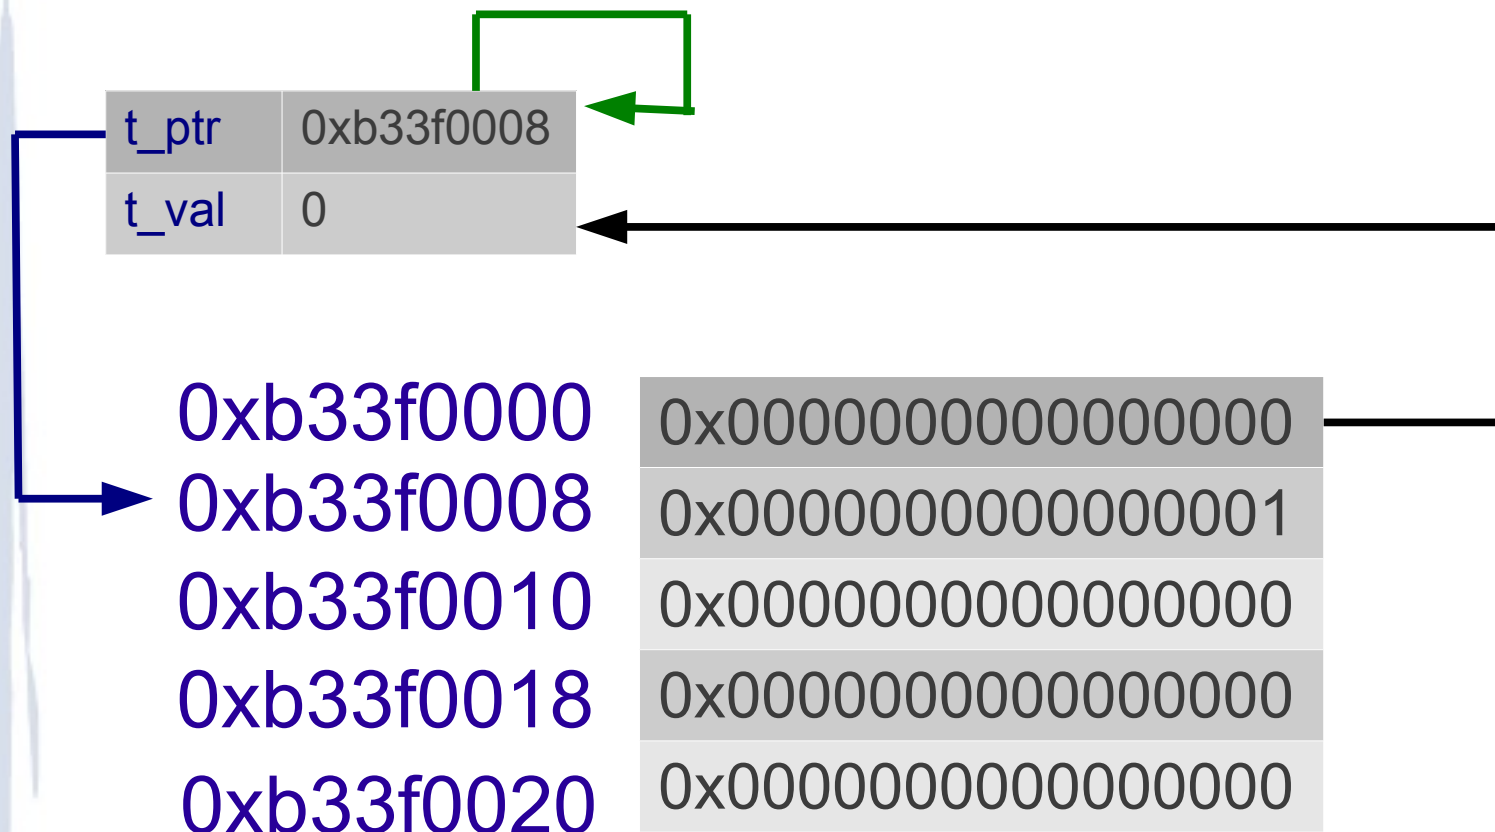 t_ptr 0xb33f0008
t_val 0
0xb33f0000 0x0000000000000000
0xb33f0008 0x0000000000000001
0xb33f0010 0x0000000000000000
0xb33f0018 0x0000000000000000
0xb33f0020 0x0000000000000000